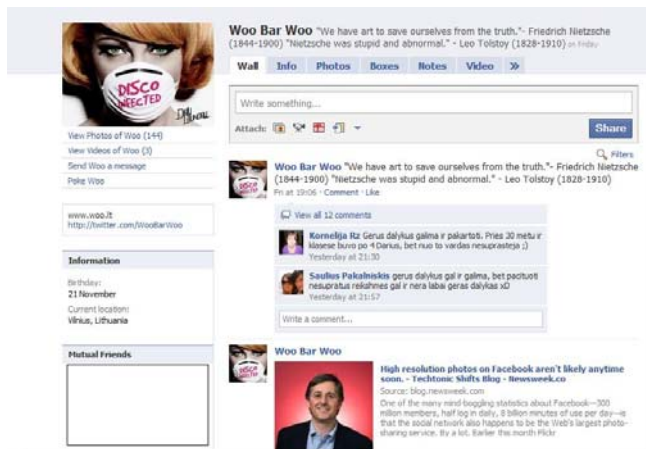 Woo Bar Woo "We have art to save ourselves from the truth."- Friedrich Nietzsche
(1844-1900) "Nietzsche was stupid and abnormal." - Leo Tolstoy (1828-1910) on Friday
Wall Info Photos Boxes Notes Video »
Write something...
Attach:
Share
Filters
DISCO
INFECTED
View Photos of Woo (144)
View Videos of Woo (3)
Send Woo a message
Poke Woo
www.woo.lt
http://twitter.com/WooBarWoo
Information
Birthday:
21 November
Current location:
Vilnius, Lithuania
Mutual Friends
Woo Bar Woo "We have art to save ourselves from the truth."- Friedrich Nietzsche
(1844-1900) "Nietzsche was stupid and abnormal." - Leo Tolstoy (1828-1910)
Fri at 19:06 · Comment · Like
View all 12 comments
Kornelija Rz Gerus dalykus galima ir pakartoti. Pries 20 metu ir
klasese buvo po 4 Darius, bet nuo to vardas nesuprasteja ;)
Yesterday at 21:30
Saulius Pakalniskis gerus dalykus gal ir galima, bet pacituoti
nesupratus reikshmes gal ir nera labai geras dalykas xD
Yesterday at 21:57
Write a comment...
Woo Bar Woo
High resolution photos on Facebook aren't likely anytime
soon. - Techtonic Shifts Blog - Newsweek.co
Source: blog.newsweek.com
One of the many mind-boggling statistics about Facebook—300
million members, half log in daily, 8 billion minutes of use per day—is
that the social network also happens to be the Web's largest photo-
sharing service. By a lot. Earlier this month Flickr